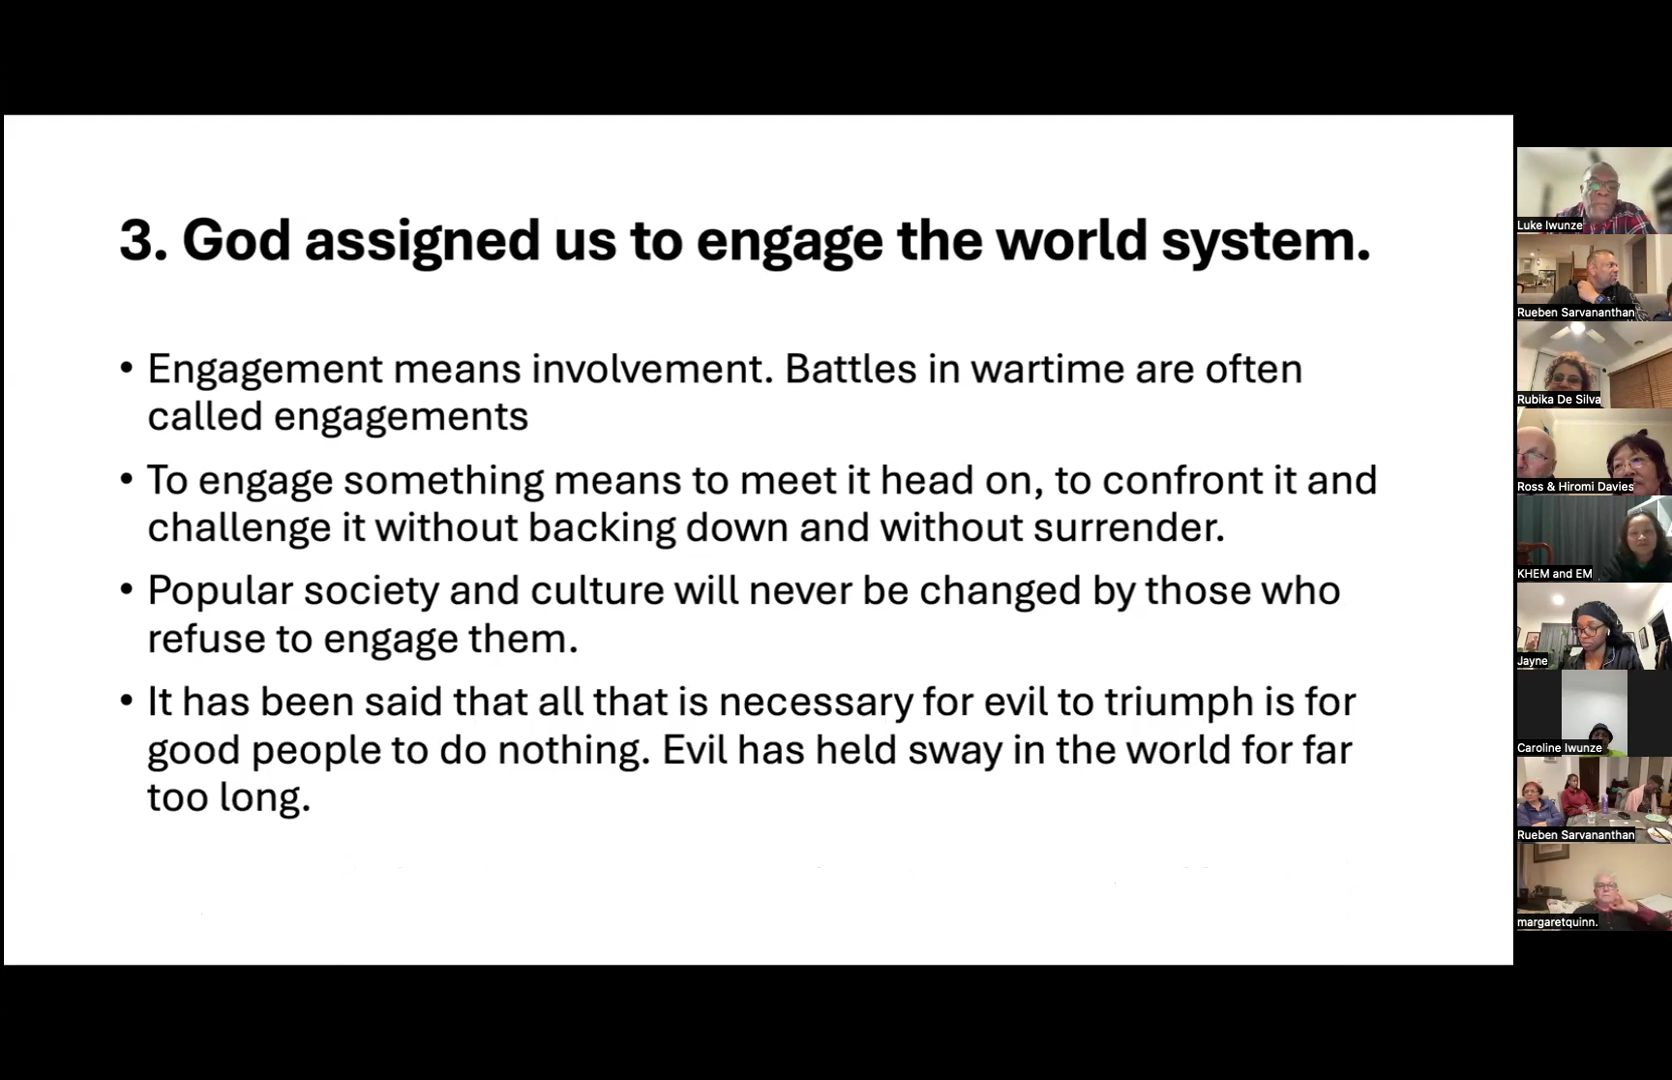 3. God assigned us to engage the world system.
• Engagement means involvement. Battles in wartime are often
called engagements
• To engage something means to meet it head on, to confront it and
challenge it without backing down and without surrender.
• Popular society and culture will never be changed by those who
refuse to engage them.
• It has been said that all that is necessary for evil to triumph is for
good people to do nothing. Evil has held sway in the world for far
too long.
Luke Iwunze
Rueben Sarvananthan
Rubika De Silva
Ross & Hiromi Davies
KHEM and EM
Jayne
Caroline Iwunze
Rueben Sarvananthan
margaretquinn.